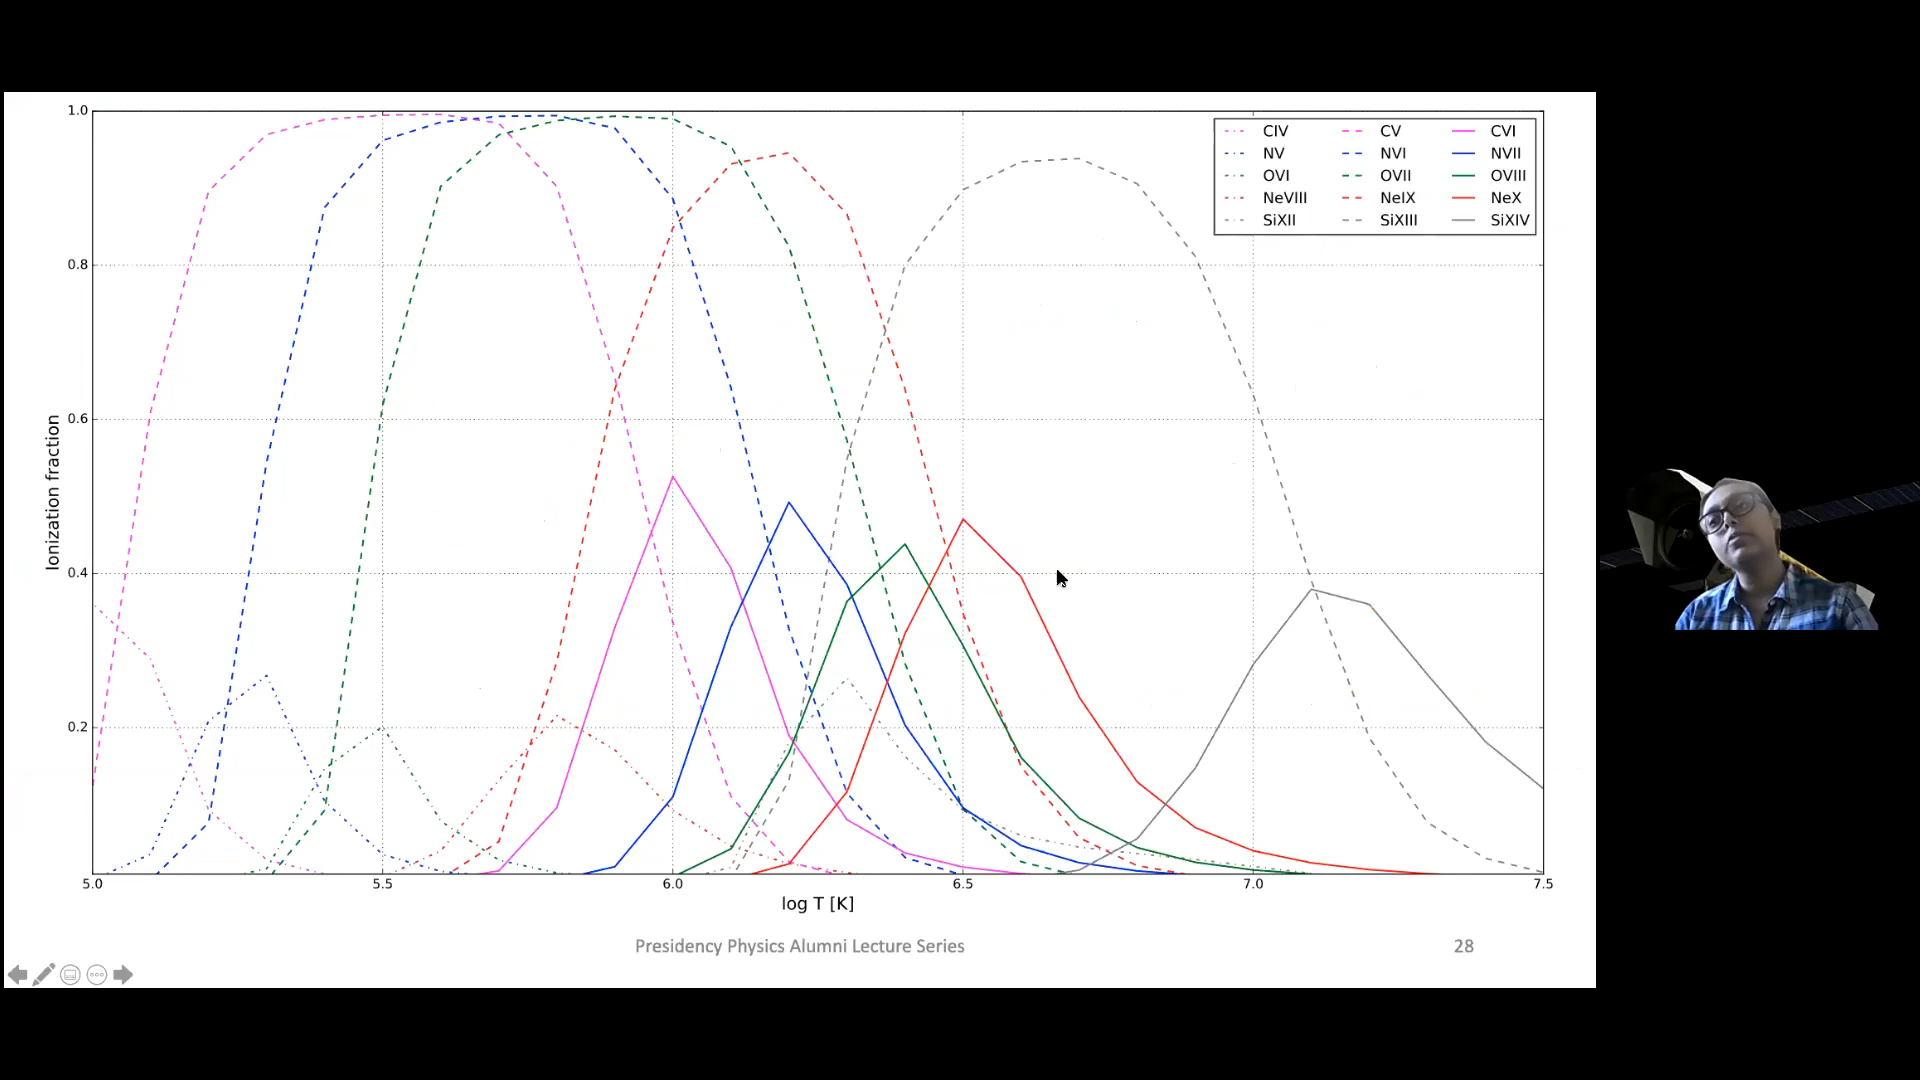 1.0
0.8
0.6
0.4
0.2
Ionization fraction
5.0 5.5 6.0 6.5 7.0 7.5
log T [K]
CIV CV CVI
NV NVI NVII
OVI OVII OVIII
NeVIII NeIX NeX
SiXII SiXIII SiXIV
Presidency Physics Alumni Lecture Series 28